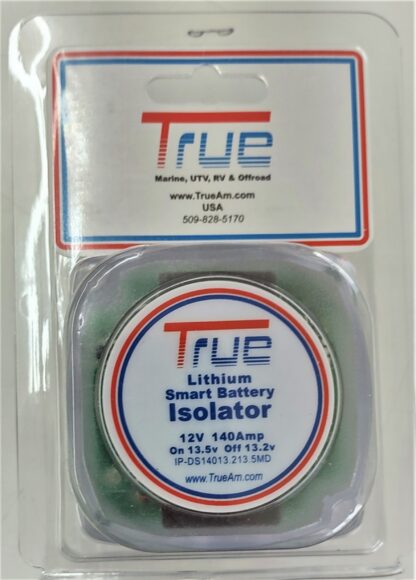 True
Marine, UTV, RV & Offroad
www.TrueAm.com
USA
509-828-5170
True
Lithium
Smart Battery
Isolator
12V 140Amp
On 13.5v Off 13.2v
IP-DS14013.213.5MD
www.TrueAm.com